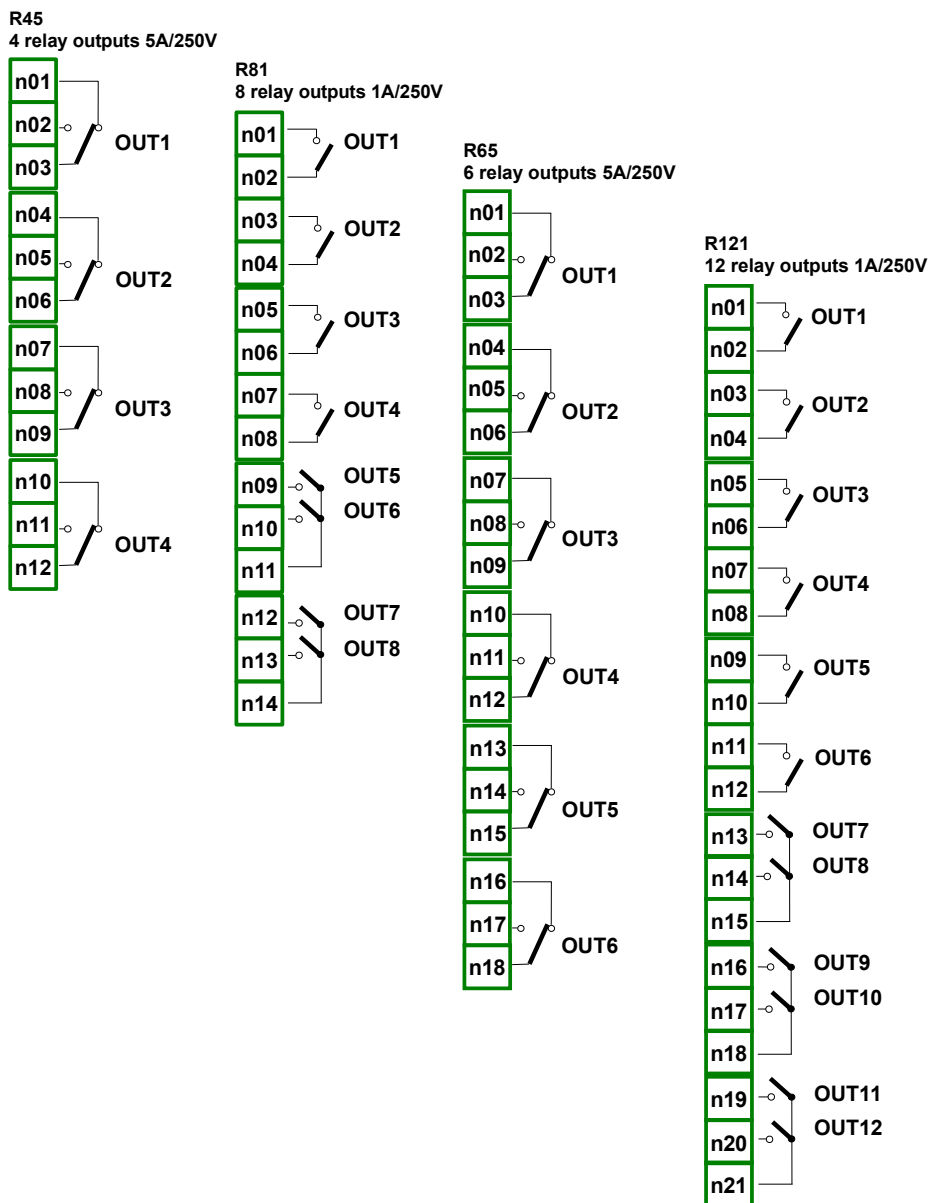 R45
4 relay outputs 5A/250V
n01
n02
n03
OUT1
n04
n05
n06
OUT2
n07
n08
n09
OUT3
n10
n11
n12
OUT4
R81
8 relay outputs 1A/250V
n01
n02
OUT1
n03
n04
OUT2
n05
n06
OUT3
n07
n08
OUT4
n09
n10
n11
OUT5
OUT6
n12
n13
n14
OUT7
OUT8
R65
6 relay outputs 5A/250V
n01
n02
n03
OUT1
n04
n05
n06
OUT2
n07
n08
n09
OUT3
n10
n11
n12
OUT4
n13
n14
n15
OUT5
n16
n17
n18
OUT6
R121
12 relay outputs 1A/250V
n01
n02
OUT1
n03
n04
OUT2
n05
n06
OUT3
n07
n08
OUT4
n09
n10
OUT5
n11
n12
OUT6
n13
n14
n15
OUT7
OUT8
n16
n17
n18
OUT9
OUT10
n19
n20
n21
OUT11
OUT12